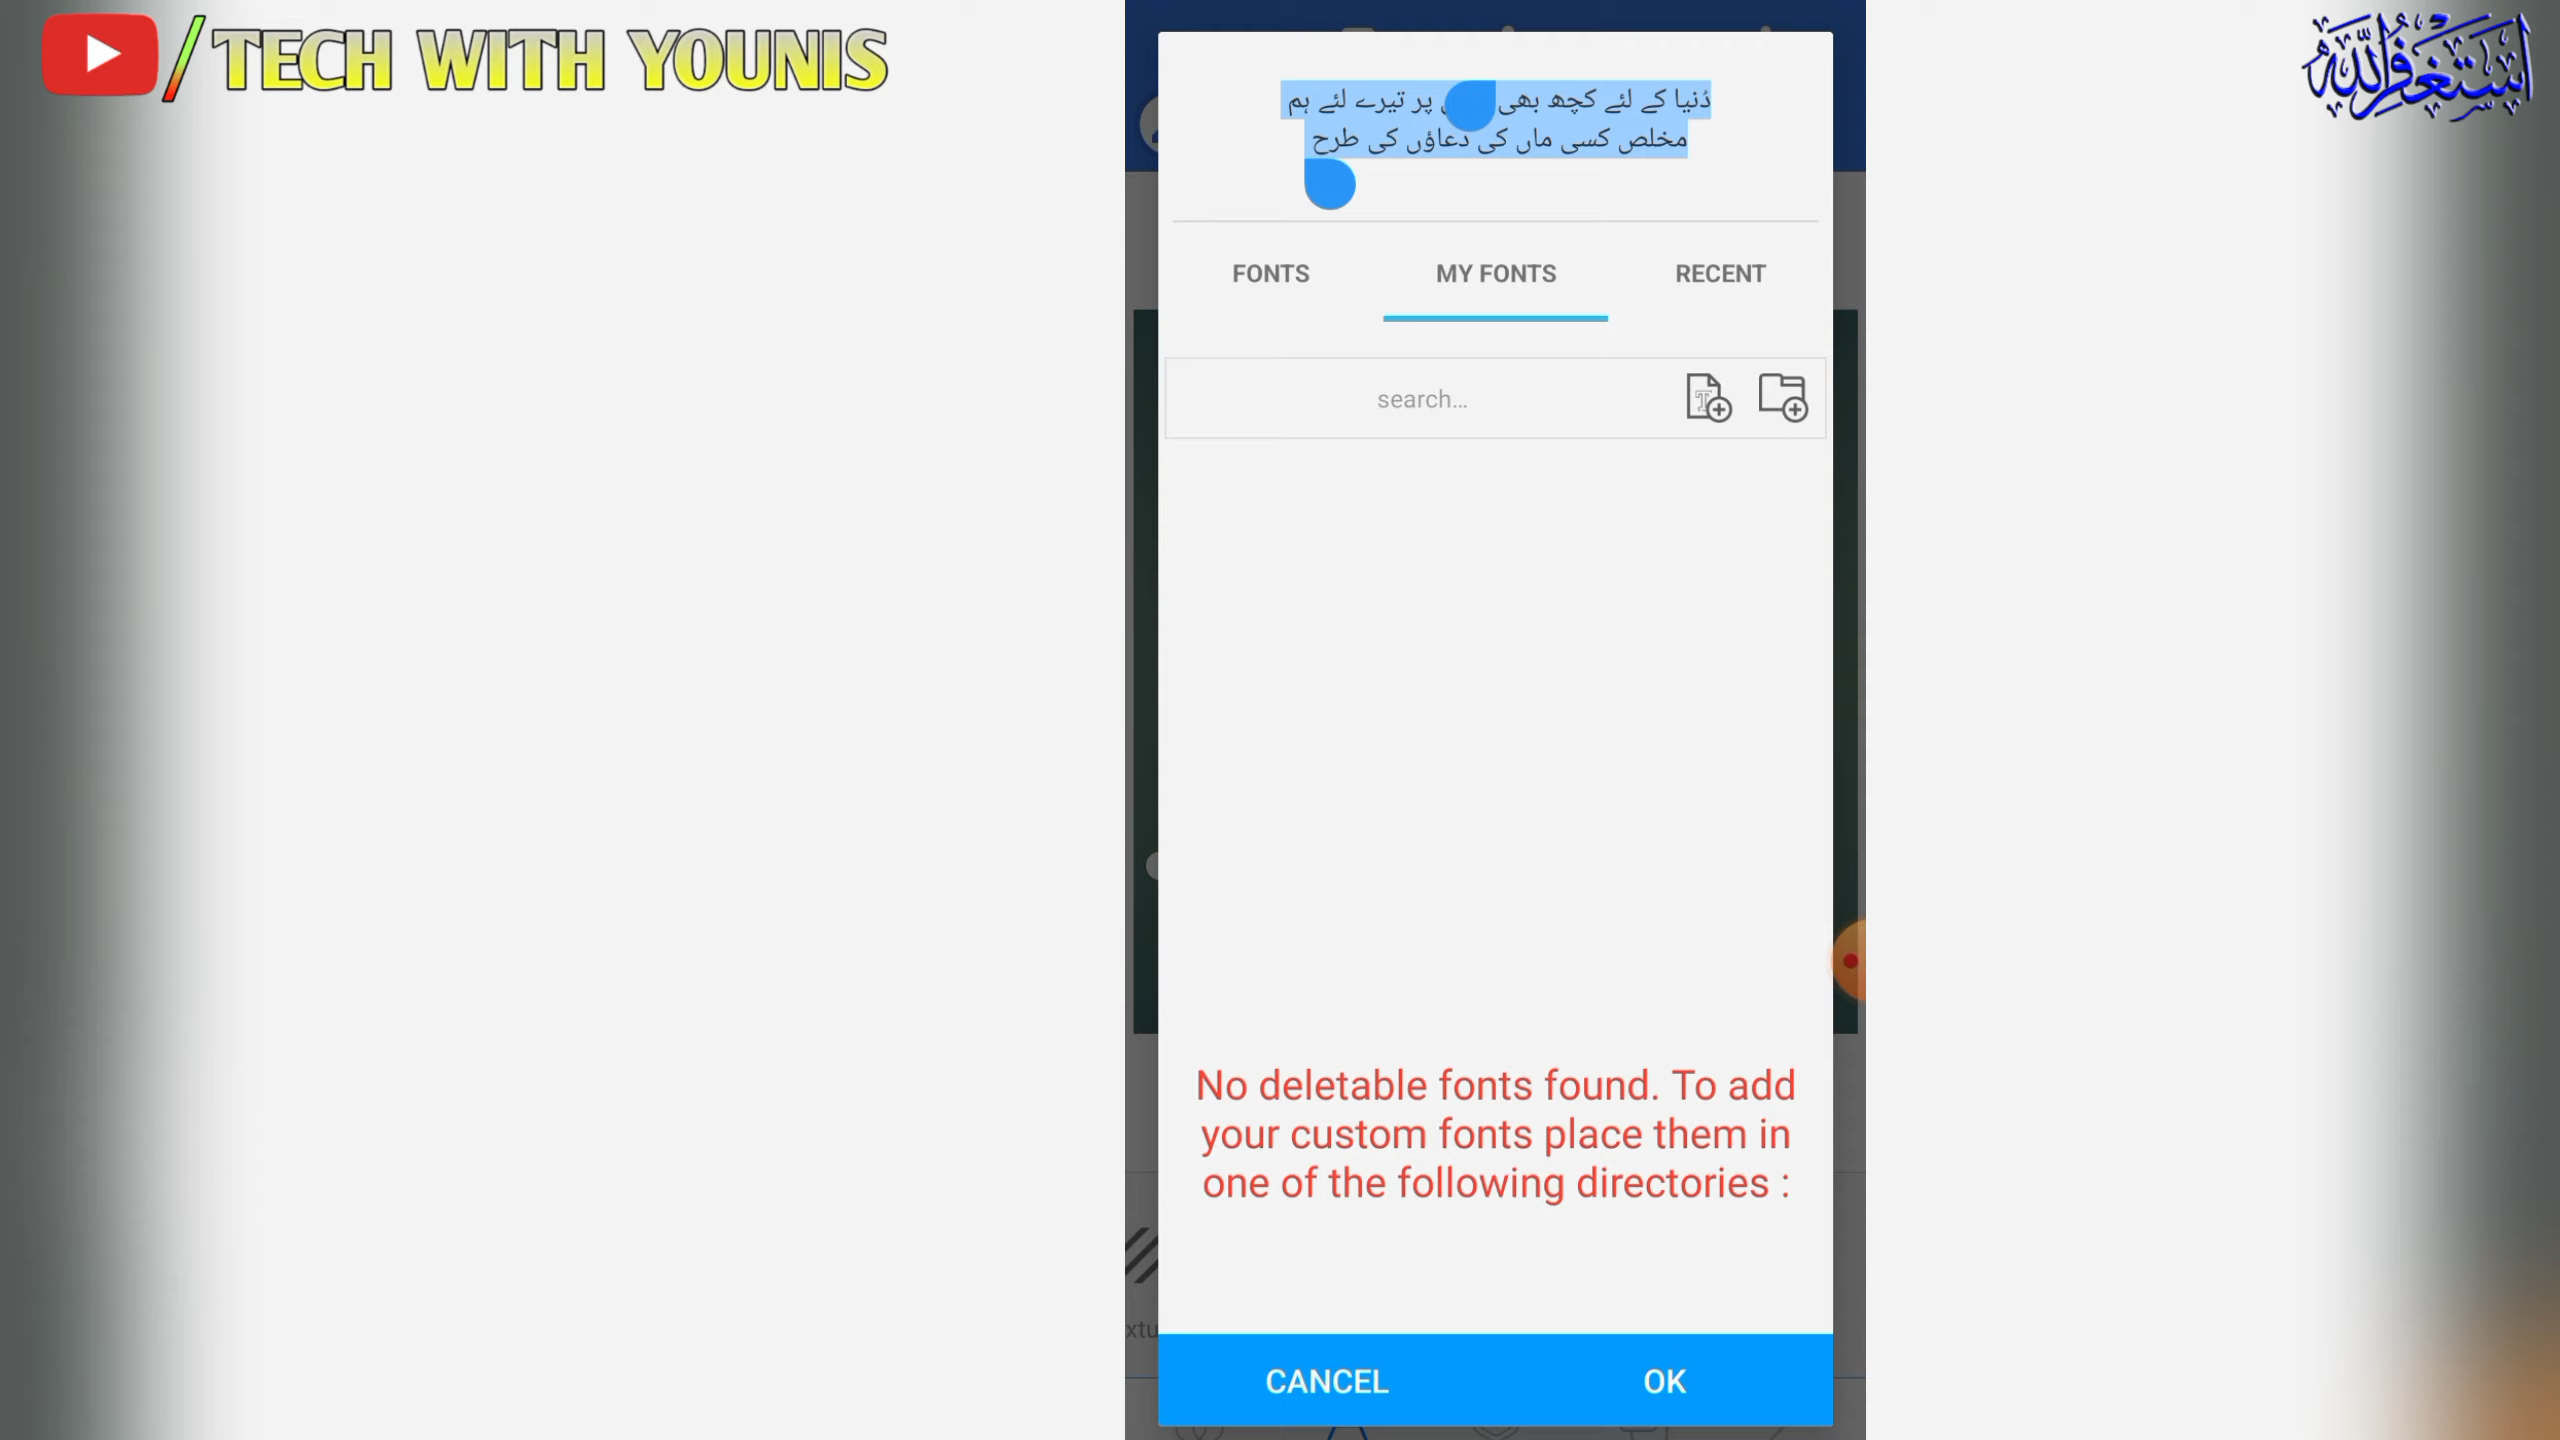 /TECH WITH YOUNIS
اَسْتَغْفِرُاللّٰهَ
دُنیا کے لئے کچھ بھی پر تیرے لئے ہم
مخلص کسی ماں کی دعاؤں کی طرح
FONTS MY FONTS RECENT
search...
No deletable fonts found. To add
your custom fonts place them in
one of the following directories :
xtu
CANCEL OK